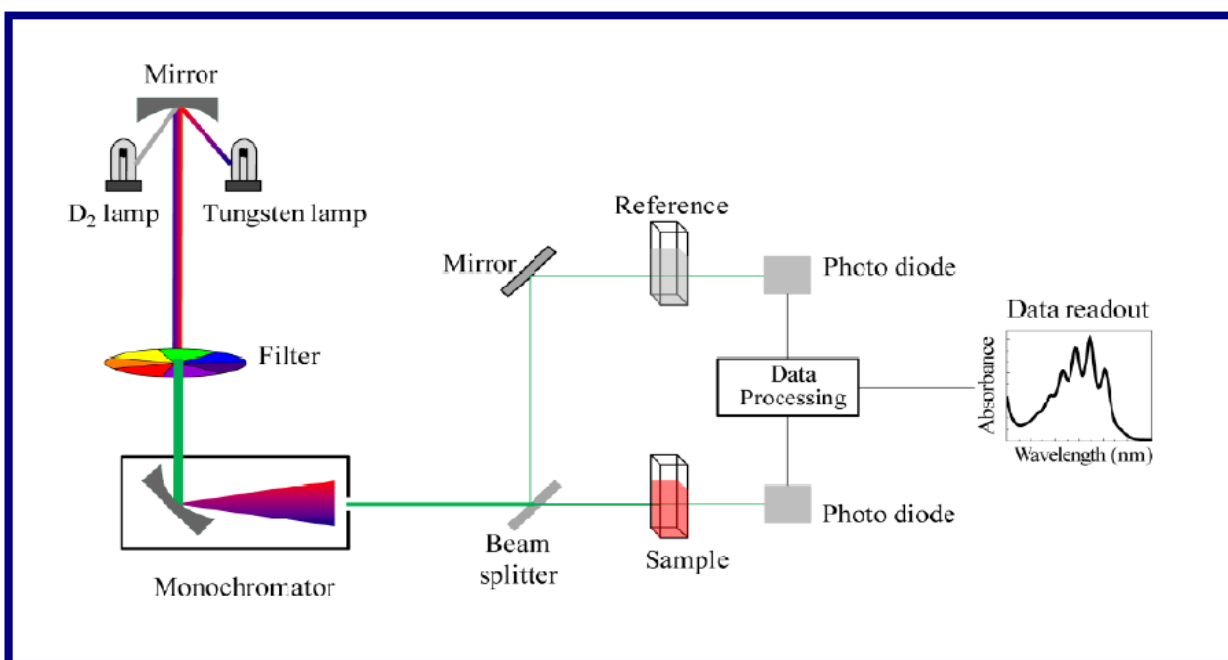 Mirror
D₂ lamp
Tungsten lamp
Filter
Monochromator
Beam
splitter
Mirror
Reference
Sample
Photo diode
Photo diode
Data
Processing
Data readout
Absorbance
Wavelength (nm)